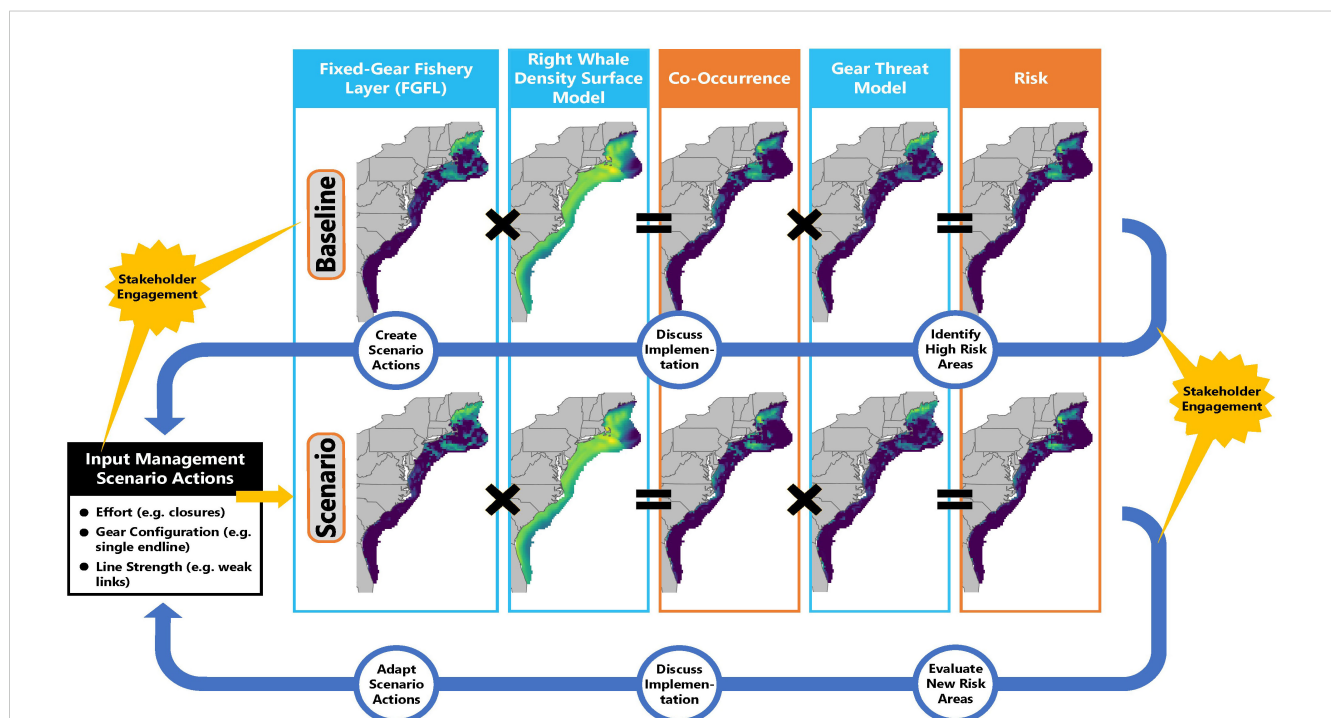 Fixed-Gear Fishery
Layer (FGFL)
Right Whale
Density Surface
Model
Co-Occurrence
Gear Threat
Model
Risk
Baseline
Stakeholder
Engagement
Create
Scenario
Actions
Discuss
Implemen-
tation
Identify
High Risk
Areas
Stakeholder
Engagement
Input Management
Scenario Actions
● Effort (e.g. closures)
● Gear Configuration (e.g.
single endline)
● Line Strength (e.g. weak
links)
Scenario
Adapt
Scenario
Actions
Discuss
Implemen-
tation
Evaluate
New Risk
Areas